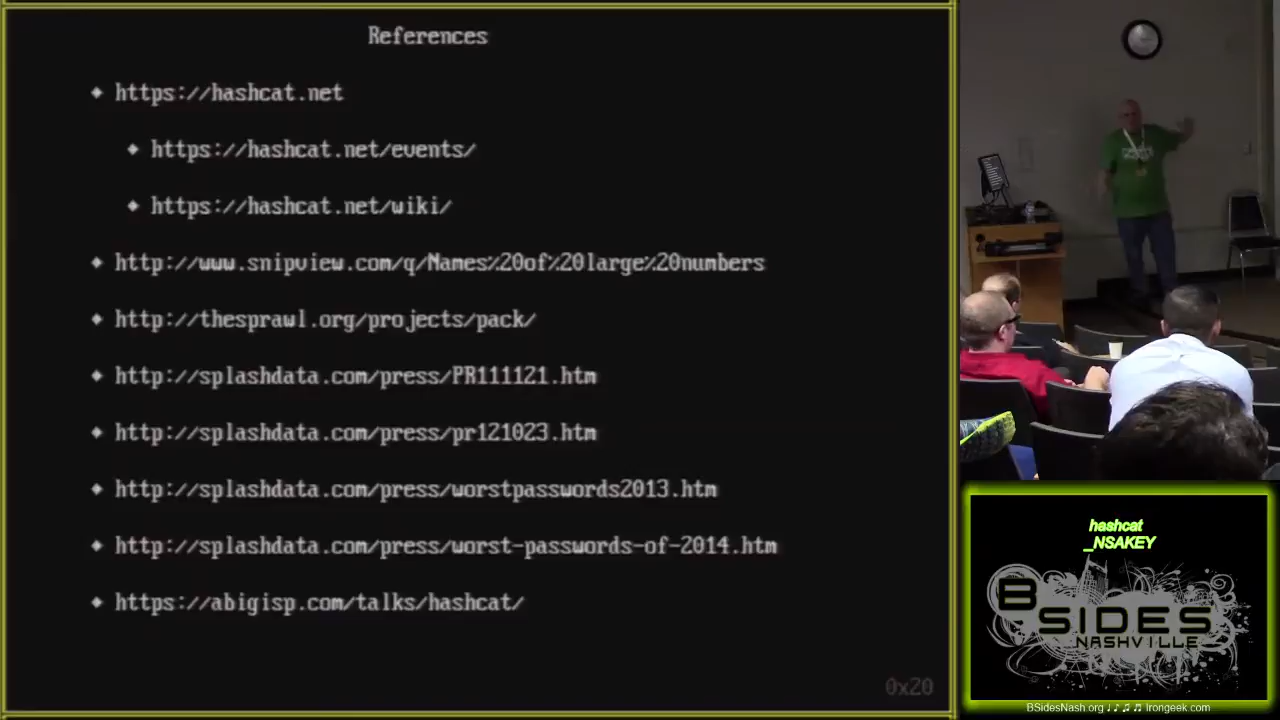 References
◆ https://hashcat.net
◆ https://hashcat.net/events/
◆ https://hashcat.net/wiki/
◆ http://www.snipview.com/q/Names%20of%20large%20numbers
◆ http://thesprawl.org/projects/pack/
◆ http://splashdata.com/press/PR111121.htm
◆ http://splashdata.com/press/pr121023.htm
◆ http://splashdata.com/press/worstpasswords2013.htm
◆ http://splashdata.com/press/worst-passwords-of-2014.htm
◆ https://abigisp.com/talks/hashcat/
0x20
hashcat
_NSAKEY
BSIDES
NASHVILLE
BSidesNash.org ♩♪♫♬ Irongeek.com